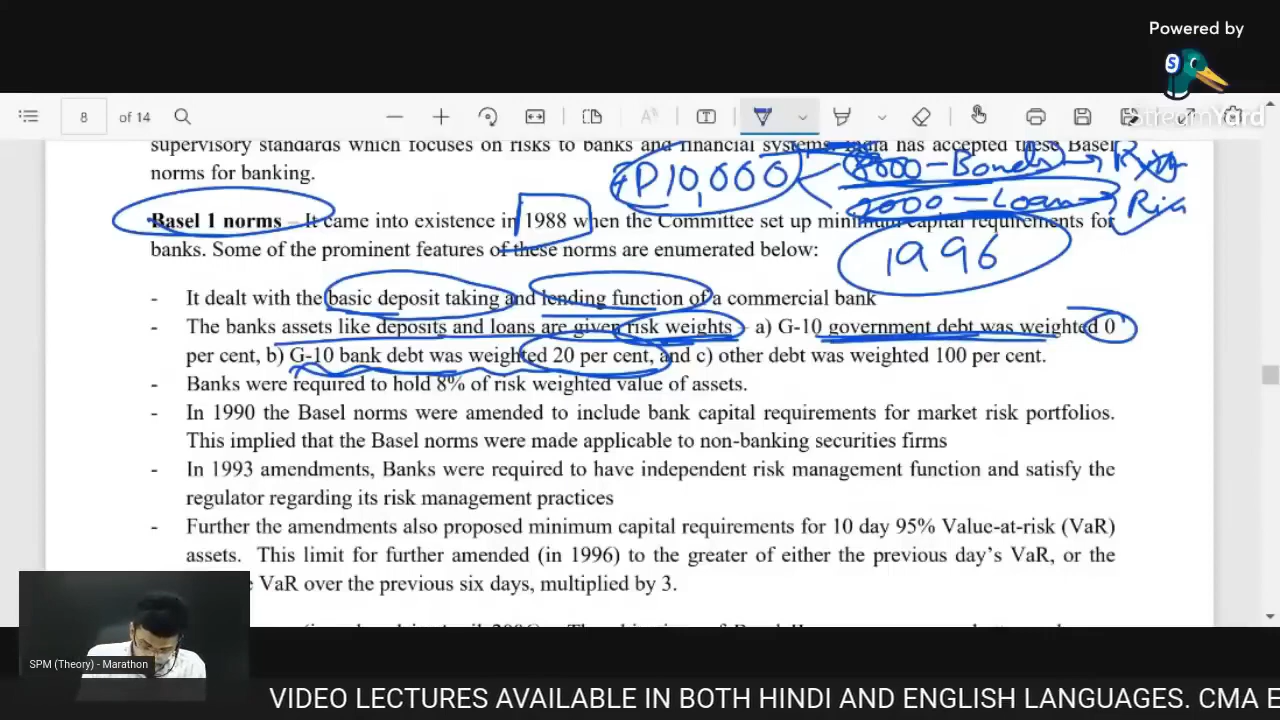 Powered by
S
StreamYard
8 of 14
supervisory standards which focuses on risks to banks and financial systems. India has accepted these Basel
norms for banking.
FD 10,000
8000 - Bonds → Risk
2000 - Loan → Risk
Basel 1 norms – It came into existence in 1988 when the Committee set up minimum capital requirements for
banks. Some of the prominent features of these norms are enumerated below:
1996
- It dealt with the basic deposit taking and lending function of a commercial bank
- The banks assets like deposits and loans are given risk weights – a) G-10 government debt was weighted 0
per cent, b) G-10 bank debt was weighted 20 per cent, and c) other debt was weighted 100 per cent.
- Banks were required to hold 8% of risk weighted value of assets.
- In 1990 the Basel norms were amended to include bank capital requirements for market risk portfolios.
This implied that the Basel norms were made applicable to non-banking securities firms
- In 1993 amendments, Banks were required to have independent risk management function and satisfy the
regulator regarding its risk management practices
- Further the amendments also proposed minimum capital requirements for 10 day 95% Value-at-risk (VaR)
assets. This limit for further amended (in 1996) to the greater of either the previous day's VaR, or the
VaR over the previous six days, multiplied by 3.
SPM (Theory) - Marathon
VIDEO LECTURES AVAILABLE IN BOTH HINDI AND ENGLISH LANGUAGES. CMA E